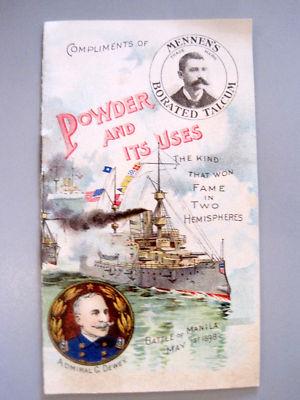 COMPLIMENTS OF
MENNEN'S
TRADE MARK
BORATED TALCUM
POWDER
AND
ITS USES
THE KIND
THAT WON
FAME
IN
TWO
HEMISPHERES
BATTLE OF MANILA
MAY 1ST 1898
ADMIRAL G. DEWEY